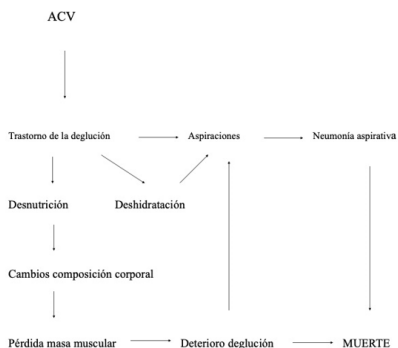 ACV
Trastorno de la deglución
Aspiraciones
Neumonía aspirativa
Desnutrición
Deshidratación
Cambios composición corporal
Pérdida masa muscular
Deterioro deglución
MUERTE